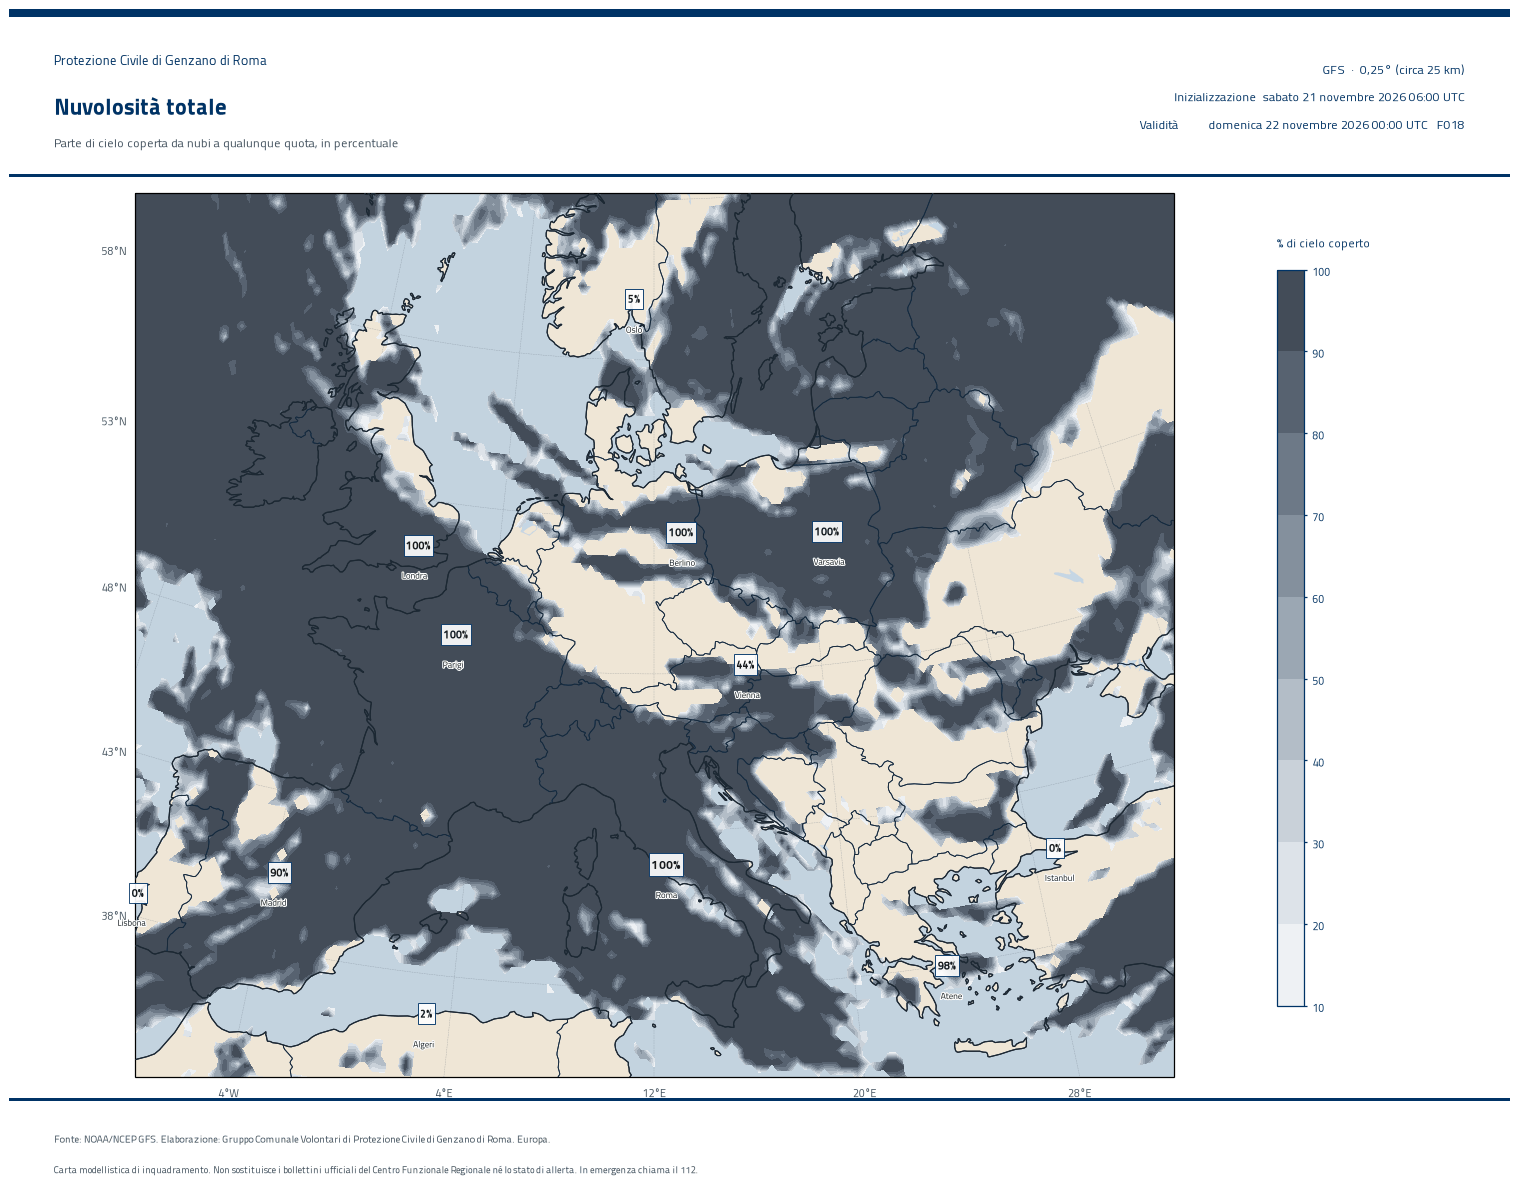 Protezione Civile di Genzano di Roma
Nuvolosità totale
Parte di cielo coperta da nubi a qualunque quota, in percentuale
GFS · 0,25° (circa 25 km)
Inizializzazione sabato 21 novembre 2026 06:00 UTC
Validità domenica 22 novembre 2026 00:00 UTC F018
% di cielo coperto
100
90
80
70
60
50
40
30
20
10
58°N
53°N
48°N
43°N
38°N
4°W
4°E
12°E
20°E
28°E
5%
Oslo
100%
Londra
100%
Berlino
100%
Varsavia
100%
Parigi
44%
Vienna
90%
Madrid
0%
Lisbona
100%
Roma
0%
Istanbul
98%
Atene
2%
Algeri
Fonte: NOAA/NCEP GFS. Elaborazione: Gruppo Comunale Volontari di Protezione Civile di Genzano di Roma. Europa.
Carta modellistica di inquadramento. Non sostituisce i bollettini ufficiali del Centro Funzionale Regionale né lo stato di allerta. In emergenza chiama il 112.